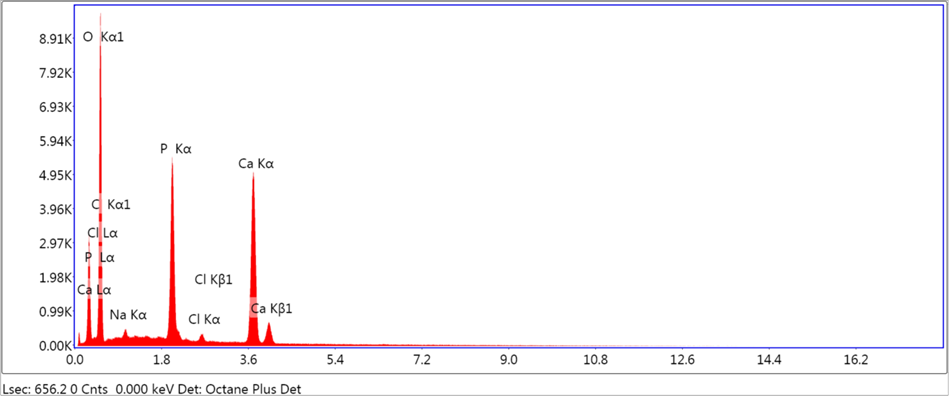 8.91K
O Kα1
7.92K
6.93K
5.94K
P Kα
Ca Kα
4.95K
C Kα1
3.96K
Cl Lα
2.97K
P Lα
Cl Kβ1
1.98K
Ca Lα
Na Kα
Cl Kα
Ca Kβ1
0.99K
0.00K
0.0 1.8 3.6 5.4 7.2 9.0 10.8 12.6 14.4 16.2
Lsec: 656.2 0 Cnts 0.000 keV Det: Octane Plus Det